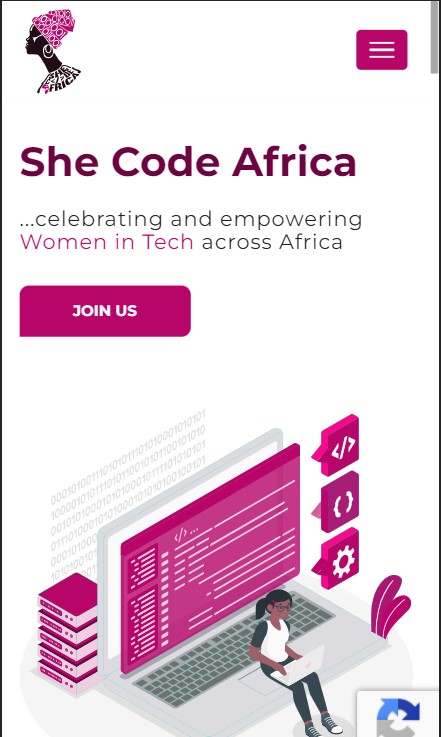 She Code Africa
...celebrating and empowering
Women in Tech across Africa
JOIN US